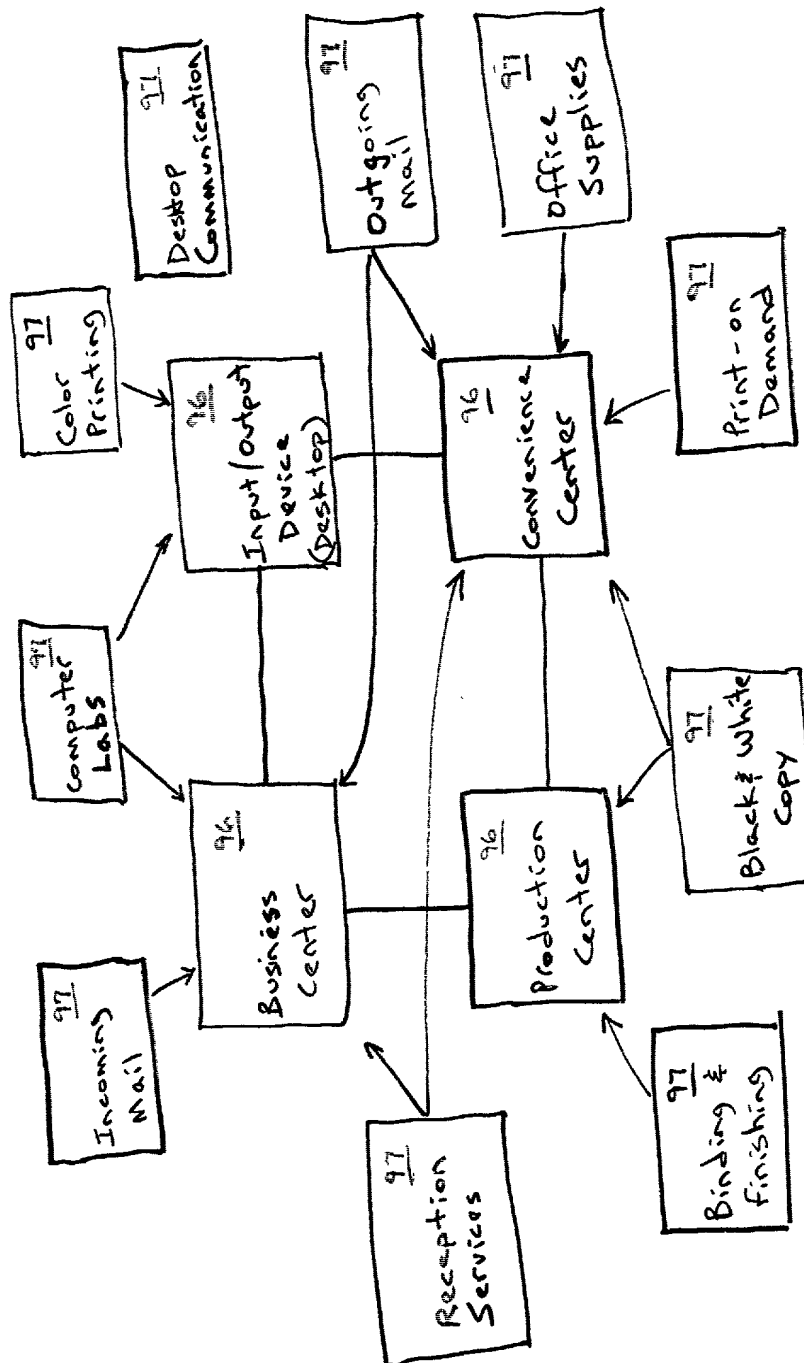 97
Incoming
Mail
97
Computer
Labs
97
Color
Printing
97
Desktop
Communication
96
Business
Center
96
Input/Output
Device
(Desktop)
97
Reception
Services
97
Outgoing
Mail
96
Production
Center
96
Convenience
Center
97
Office
Supplies
97
Binding &
Finishing
97
Black & White
Copy
97
Print-on
Demand